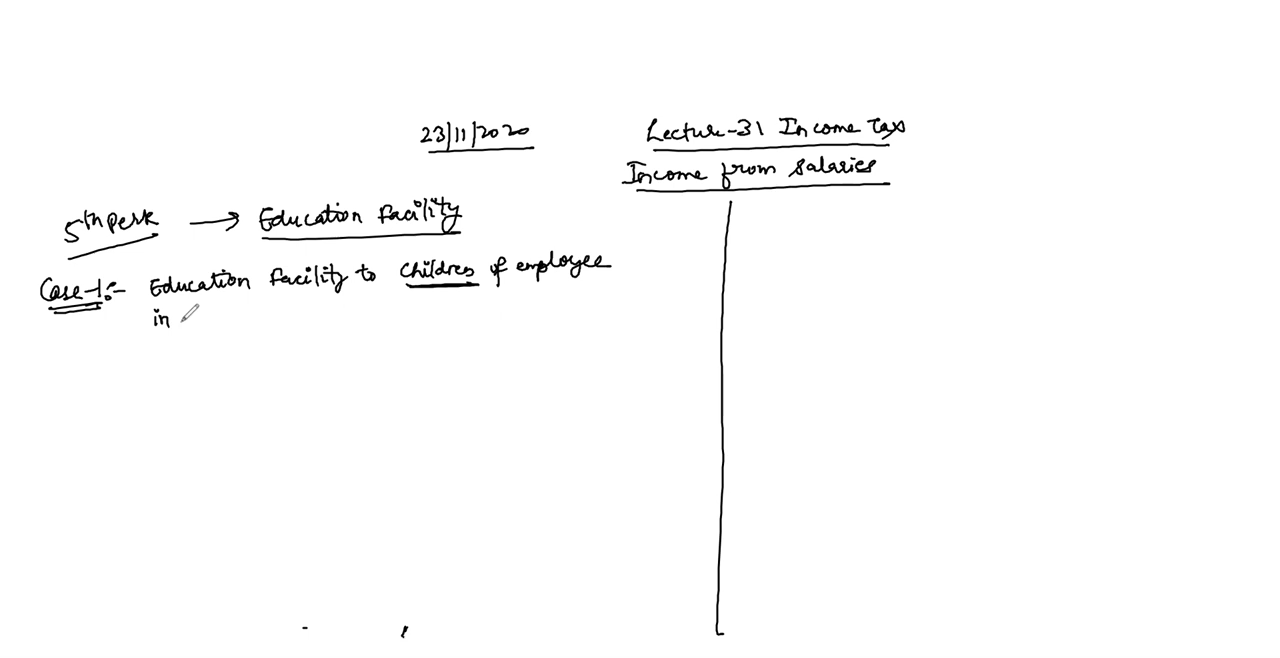 23/11/2020
Lecture-31 Income Tax
Income from Salaries
5th perk → Education Facility
Case-1:- Education Facility to Children of employee
in